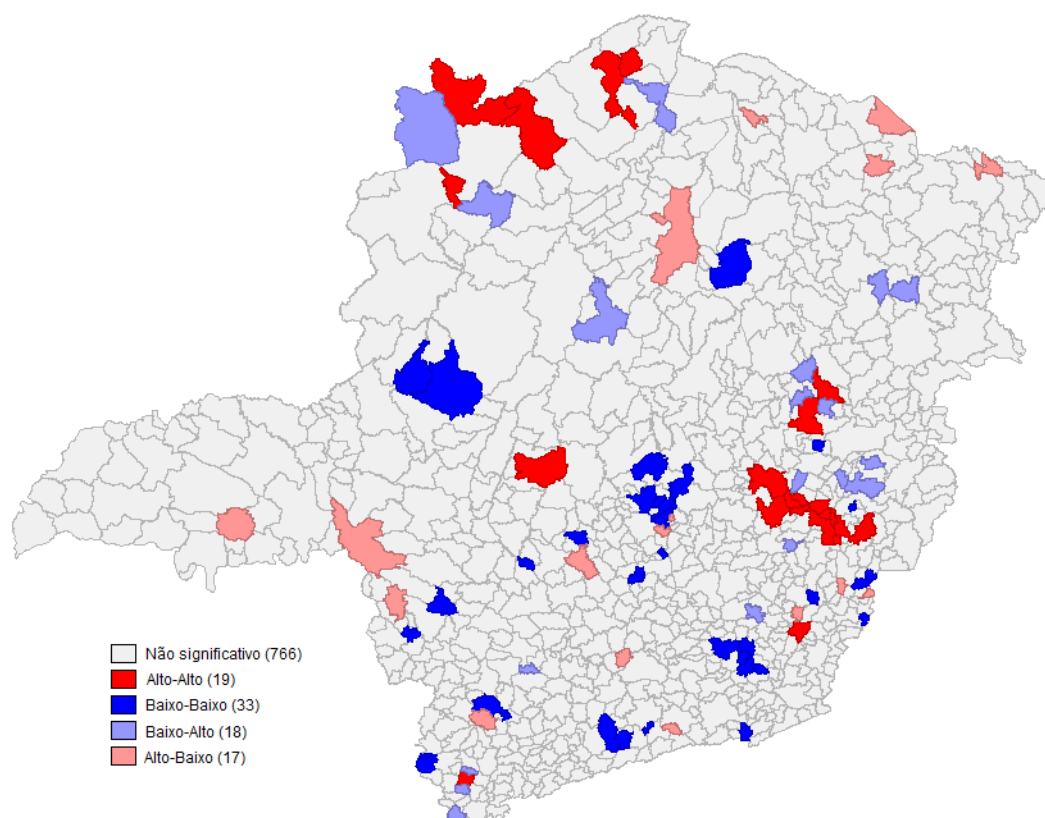 Não significativo (766)
Alto-Alto (19)
Baixo-Baixo (33)
Baixo-Alto (18)
Alto-Baixo (17)